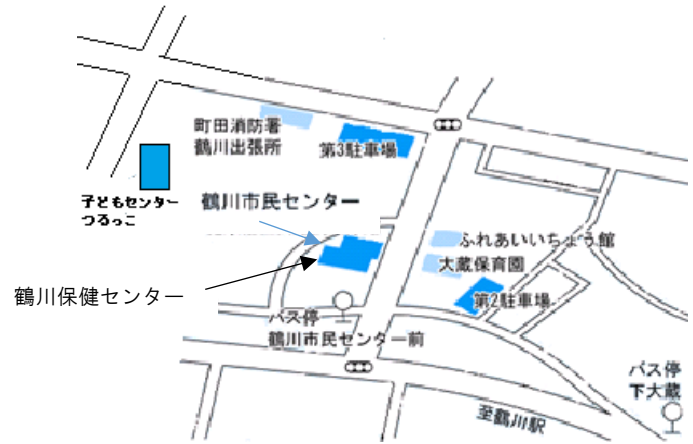 町田消防署
鶴川出張所
第3駐車場
子どもセンター
つるっこ
鶴川市民センター
ふれあいいちょう館
大蔵保育園
鶴川保健センター
第2駐車場
バス停
鶴川市民センター前
バス停
下大蔵
至鶴川駅